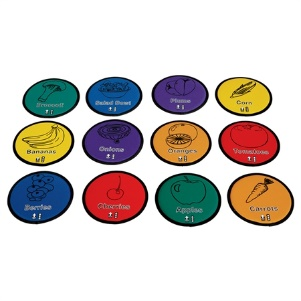 Broccoli
Salad Bowl
Plums
Corn
Bananas
Onions
Oranges
Tomatoes
Berries
Cherries
Apples
Carrots